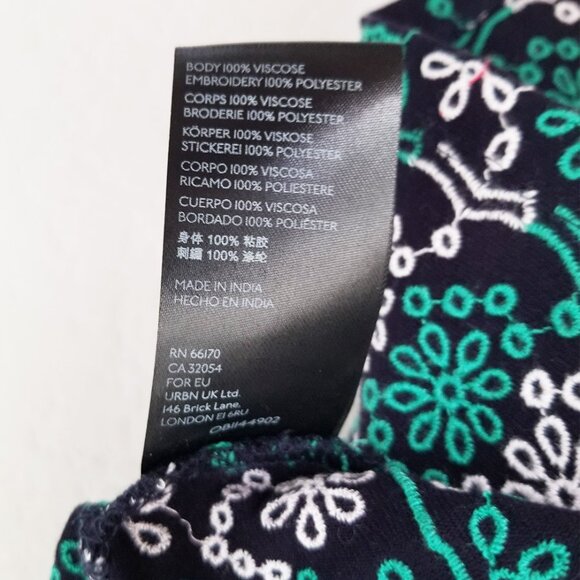 BODY 100% VISCOSE
EMBROIDERY 100% POLYESTER
CORPS 100% VISCOSE
BRODERIE 100% POLYESTER
KÖRPER 100% VISKOSE
STICKEREI 100% POLYESTER
CORPO 100% VISCOSA
RICAMO 100% POLIESTERE
CUERPO 100% VISCOSA
BORDADO 100% POLIÉSTER
身体 100% 粘胶
刺繡 100% 涤纶
MADE IN INDIA
HECHO EN INDIA
RN 66170
CA 32054
FOR EU
URBN UK Ltd.
146 Brick Lane,
LONDON E1 6RU
OB1144902